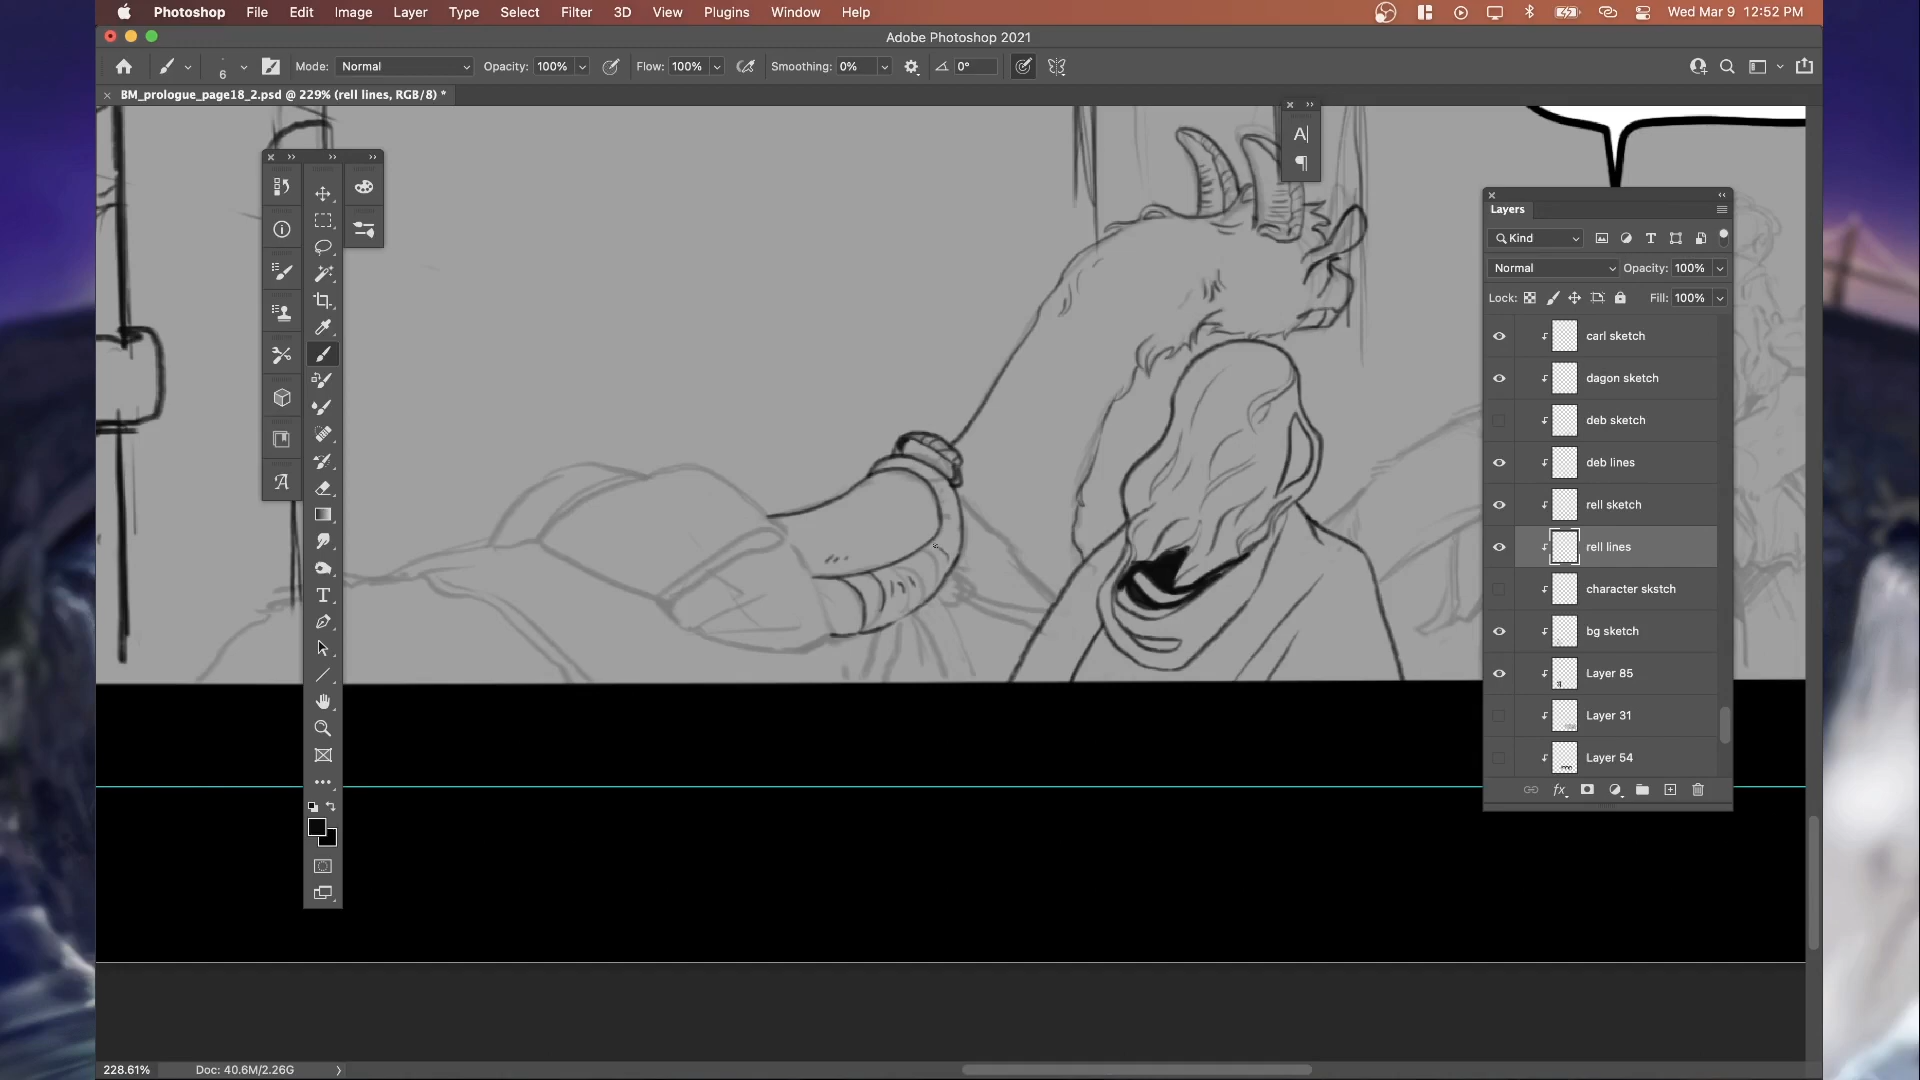 Photoshop File Edit Image Layer Type Select Filter 3D View Plugins Window Help Wed Mar 9 12:52 PM
Adobe Photoshop 2021
6 Mode: Normal Opacity: 100% Flow: 100% Smoothing: 0% 0°
BM_prologue_page18_2.psd @ 229% (rell lines, RGB/8) *
A
¶
Layers
Kind
Normal Opacity: 100%
Lock: Fill: 100%
carl sketch
dagon sketch
deb sketch
deb lines
rell sketch
rell lines
character skstch
bg sketch
Layer 85
Layer 31
Layer 54
fx
228.61% Doc: 40.6M/2.26G